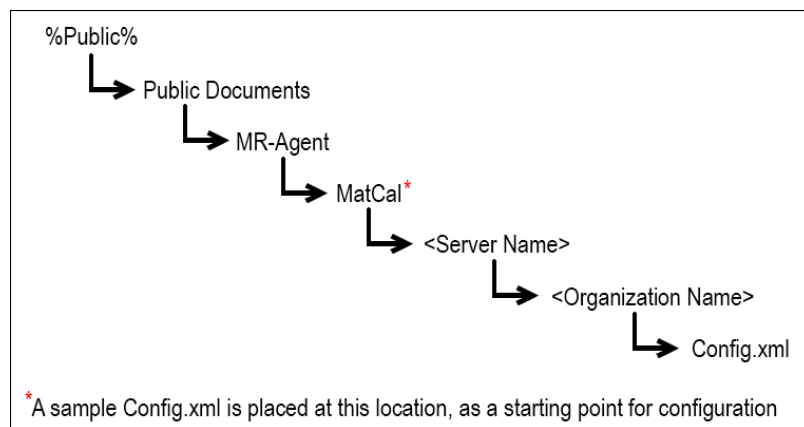 %Public%
Public Documents
MR-Agent
MatCal*
<Server Name>
<Organization Name>
Config.xml
*A sample Config.xml is placed at this location, as a starting point for configuration